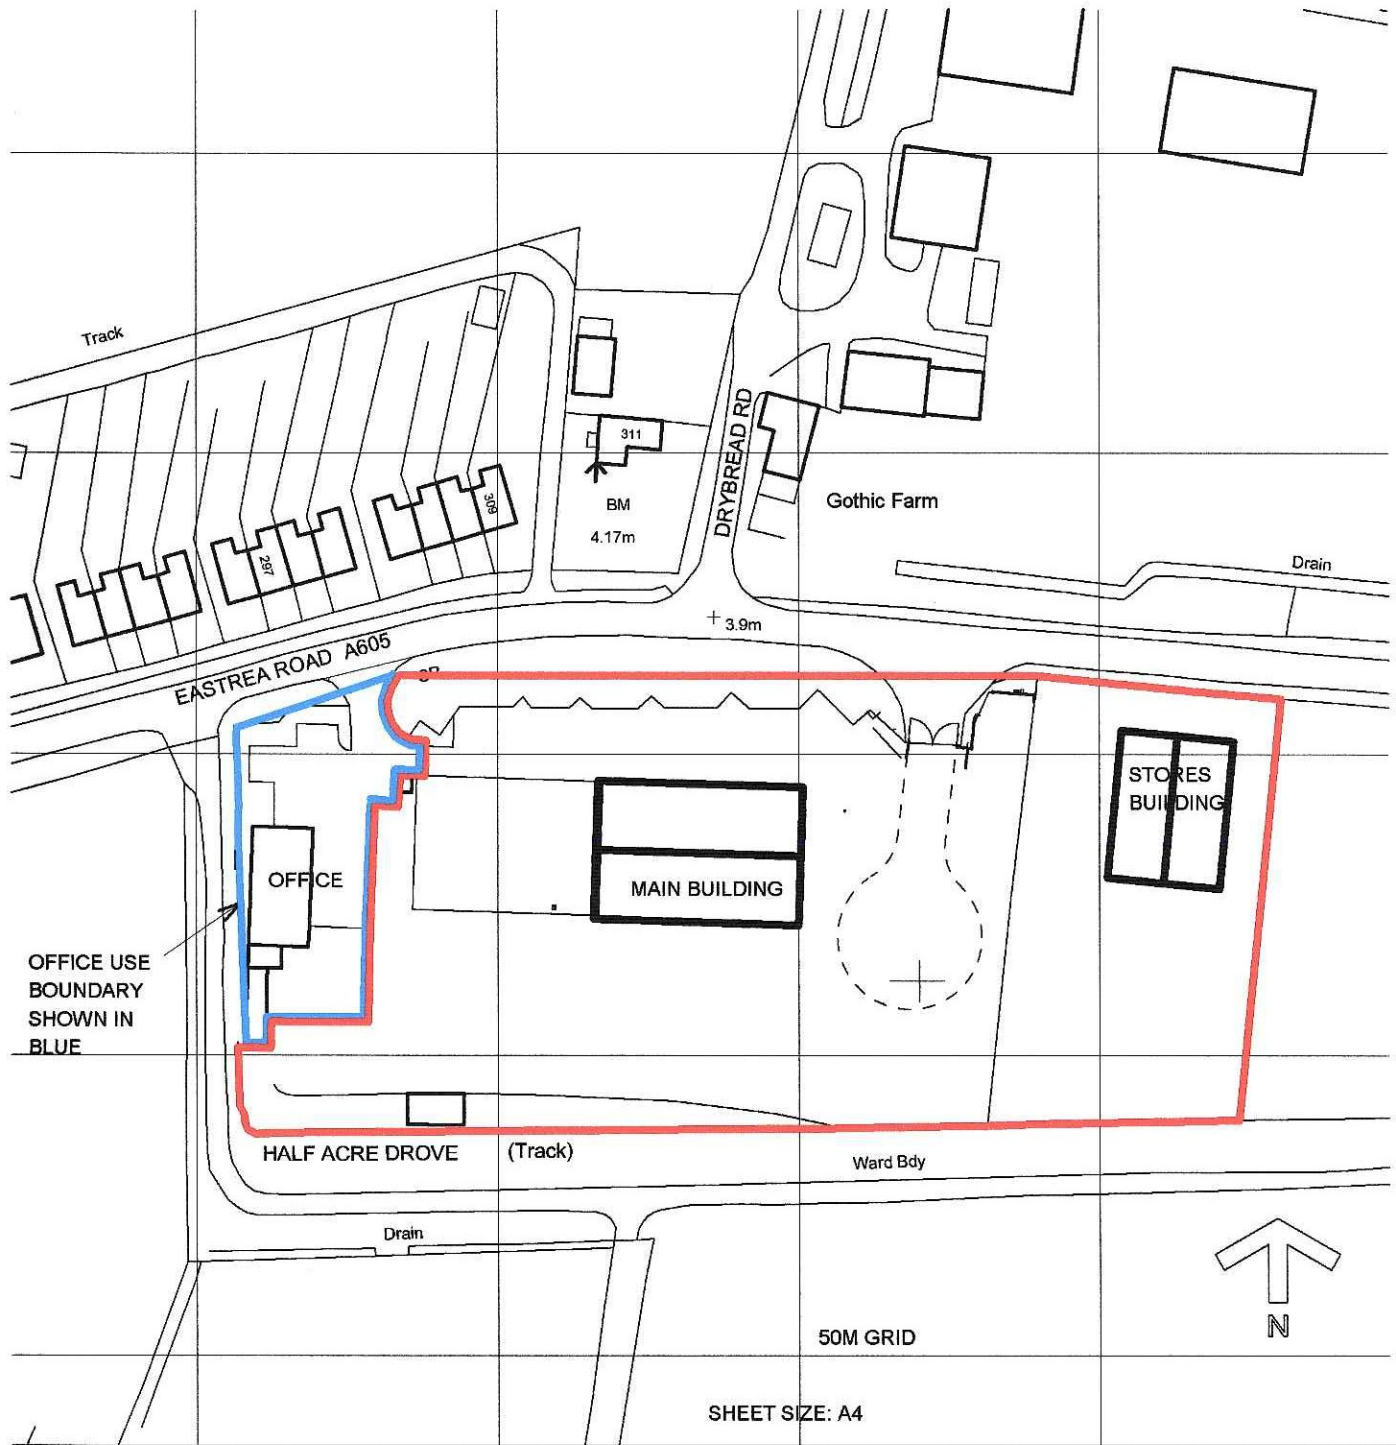 Track
311
DRYBREAD RD
Gothic Farm
309
BM
4.17m
297
Drain
3.9m
EASTREA ROAD A605
STORES
BUILDING
OFFICE
MAIN BUILDING
OFFICE USE
BOUNDARY
SHOWN IN
BLUE
HALF ACRE DROVE (Track)
Ward Bdy
Drain
N
50M GRID
SHEET SIZE: A4